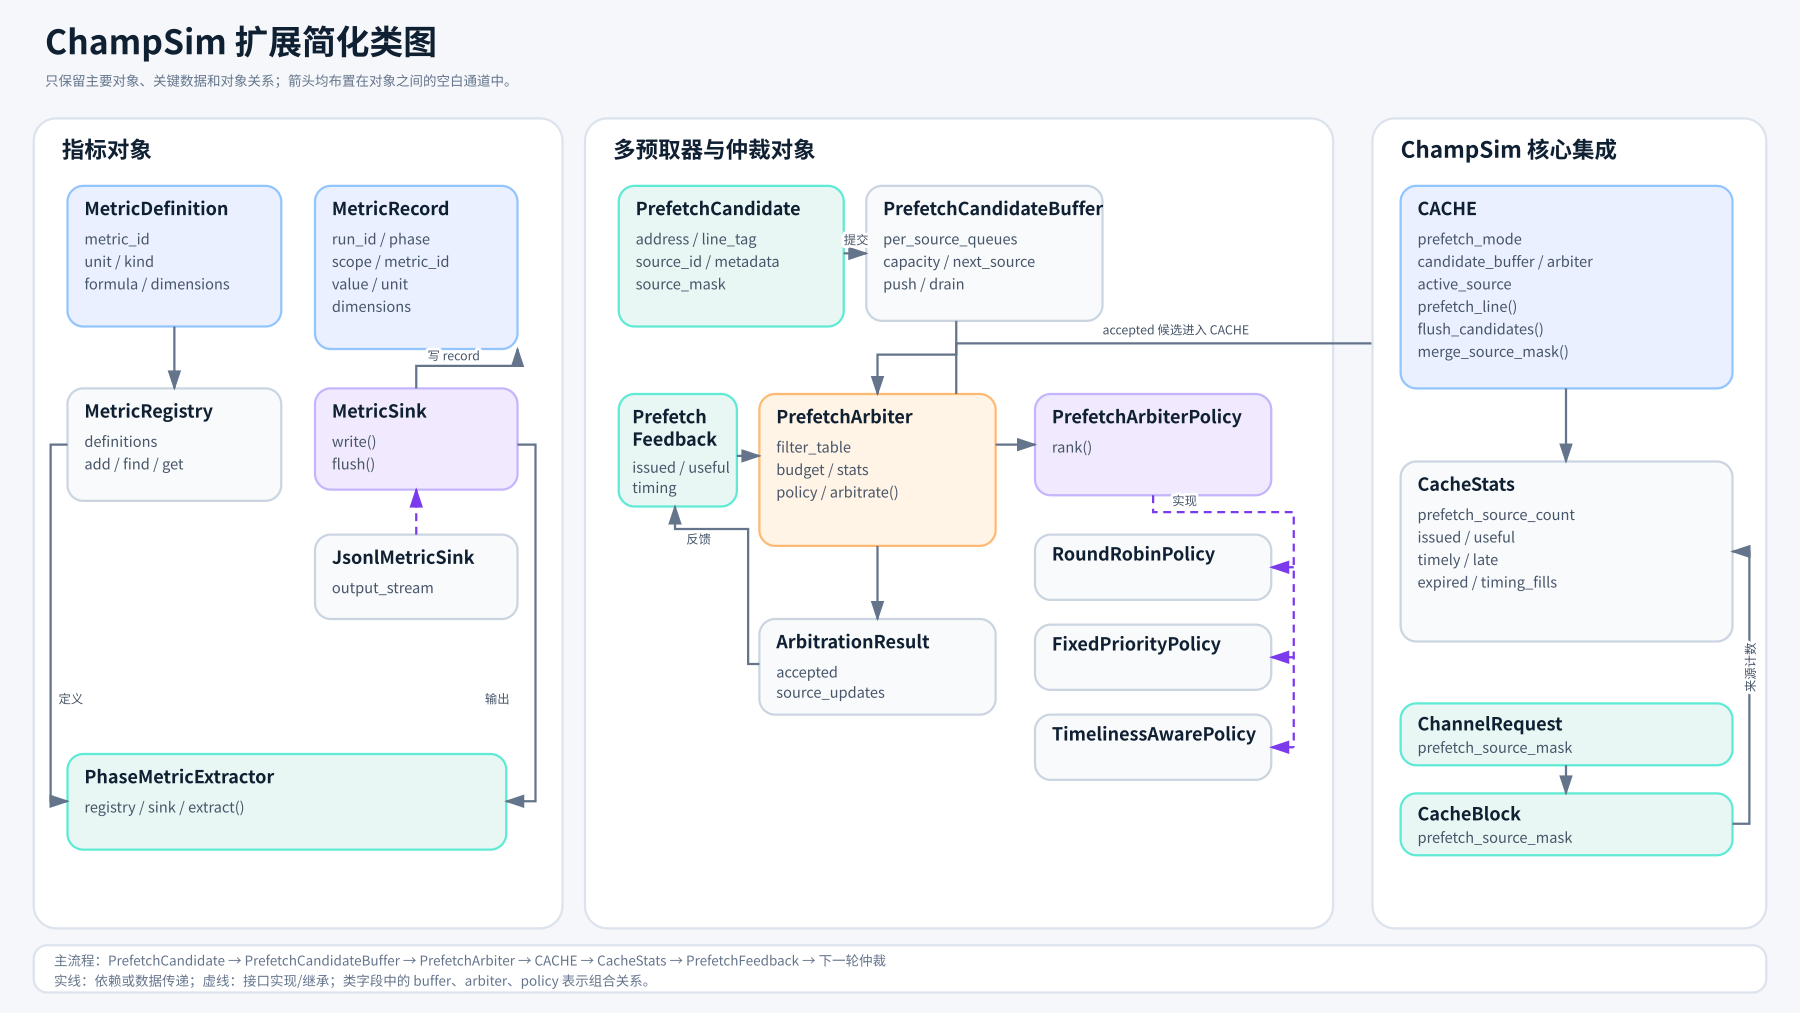 ChampSim 扩展简化类图
只保留主要对象、关键数据和对象关系；箭头均布置在对象之间的空白通道中。
指标对象
MetricDefinition
metric_id
unit / kind
formula / dimensions
MetricRecord
run_id / phase
scope / metric_id
value / unit
dimensions
写 record
MetricRegistry
definitions
add / find / get
MetricSink
write()
flush()
JsonlMetricSink
output_stream
定义
输出
PhaseMetricExtractor
registry / sink / extract()
多预取器与仲裁对象
PrefetchCandidate
address / line_tag
source_id / metadata
source_mask
提交
PrefetchCandidateBuffer
per_source_queues
capacity / next_source
push / drain
accepted 候选进入 CACHE
Prefetch
Feedback
issued / useful
timing
PrefetchArbiter
filter_table
budget / stats
policy / arbitrate()
PrefetchArbiterPolicy
rank()
实现
反馈
RoundRobinPolicy
FixedPriorityPolicy
TimelinessAwarePolicy
ArbitrationResult
accepted
source_updates
ChampSim 核心集成
CACHE
prefetch_mode
candidate_buffer / arbiter
active_source
prefetch_line()
flush_candidates()
merge_source_mask()
CacheStats
prefetch_source_count
issued / useful
timely / late
expired / timing_fills
来源计数
ChannelRequest
prefetch_source_mask
CacheBlock
prefetch_source_mask
主流程：PrefetchCandidate → PrefetchCandidateBuffer → PrefetchArbiter → CACHE → CacheStats → PrefetchFeedback → 下一轮仲裁
实线：依赖或数据传递；虚线：接口实现/继承；类字段中的 buffer、arbiter、policy 表示组合关系。